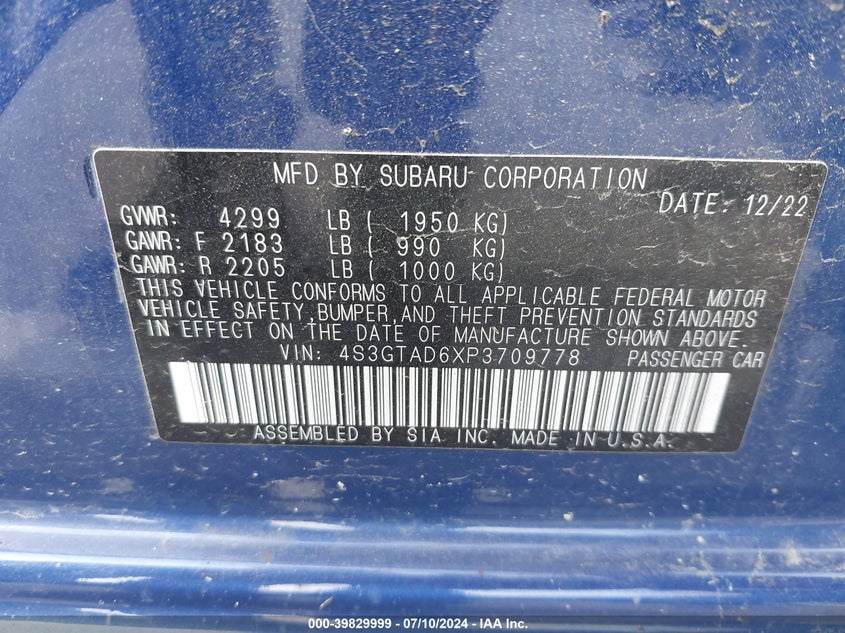 MFD BY SUBARU CORPORATION
DATE: 12/22
GVWR: 4299 LB ( 1950 KG)
GAWR: F 2183 LB ( 990 KG)
GAWR: R 2205 LB ( 1000 KG)
THIS VEHICLE CONFORMS TO ALL APPLICABLE FEDERAL MOTOR
VEHICLE SAFETY, BUMPER, AND THEFT PREVENTION STANDARDS
IN EFFECT ON THE DATE OF MANUFACTURE SHOWN ABOVE.
VIN: 4S3GTAD6XP3709778 PASSENGER CAR
ASSEMBLED BY SIA INC. MADE IN U.S.A.
000-39829999 - 07/10/2024 - IAA Inc.